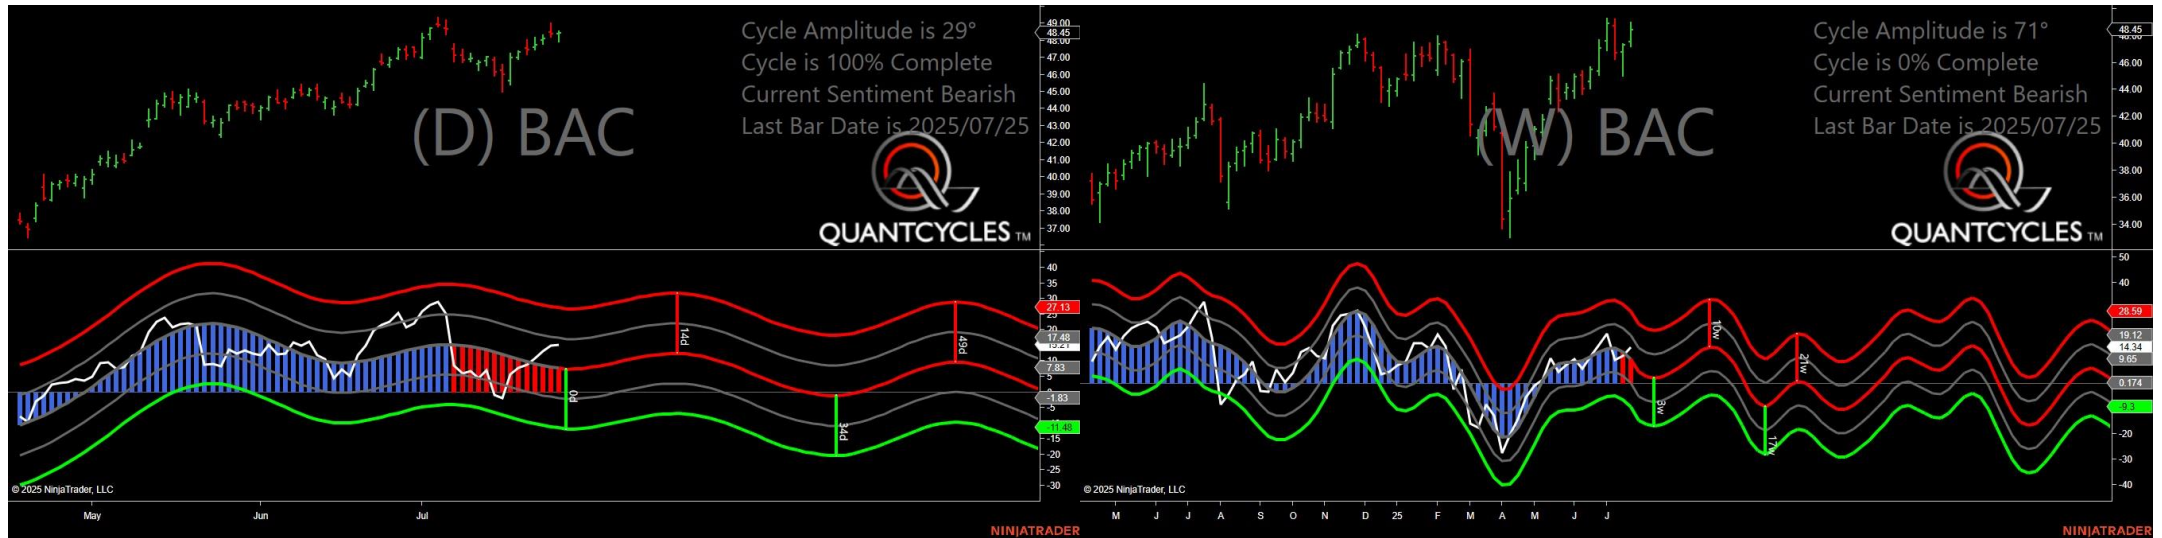 Cycle Amplitude is 29°
Cycle is 100% Complete
Current Sentiment Bearish
Last Bar Date is 2025/07/25
(D) BAC
QUANTCYCLES TM
49.00
48.45
48.00
47.00
46.00
45.00
44.00
43.00
42.00
41.00
40.00
39.00
38.00
37.00
40
35
30
27.13
20
17.48
10
7.83
5
0
-1.83
-5
-11.48
-15
-20
-25
-30
0d
14d
34d
49d
© 2025 NinjaTrader, LLC
May Jun Jul
NINJATRADER
Cycle Amplitude is 71°
Cycle is 0% Complete
Current Sentiment Bearish
Last Bar Date is 2025/07/25
(W) BAC
QUANTCYCLES TM
48.45
46.00
44.00
42.00
40.00
38.00
36.00
34.00
50
40
28.59
19.12
14.34
9.65
0.174
-9.3
-20
-30
-40
3w
10w
17w
21w
© 2025 NinjaTrader, LLC
M J J A S O N D 25 F M A M J J
NINJATRADER